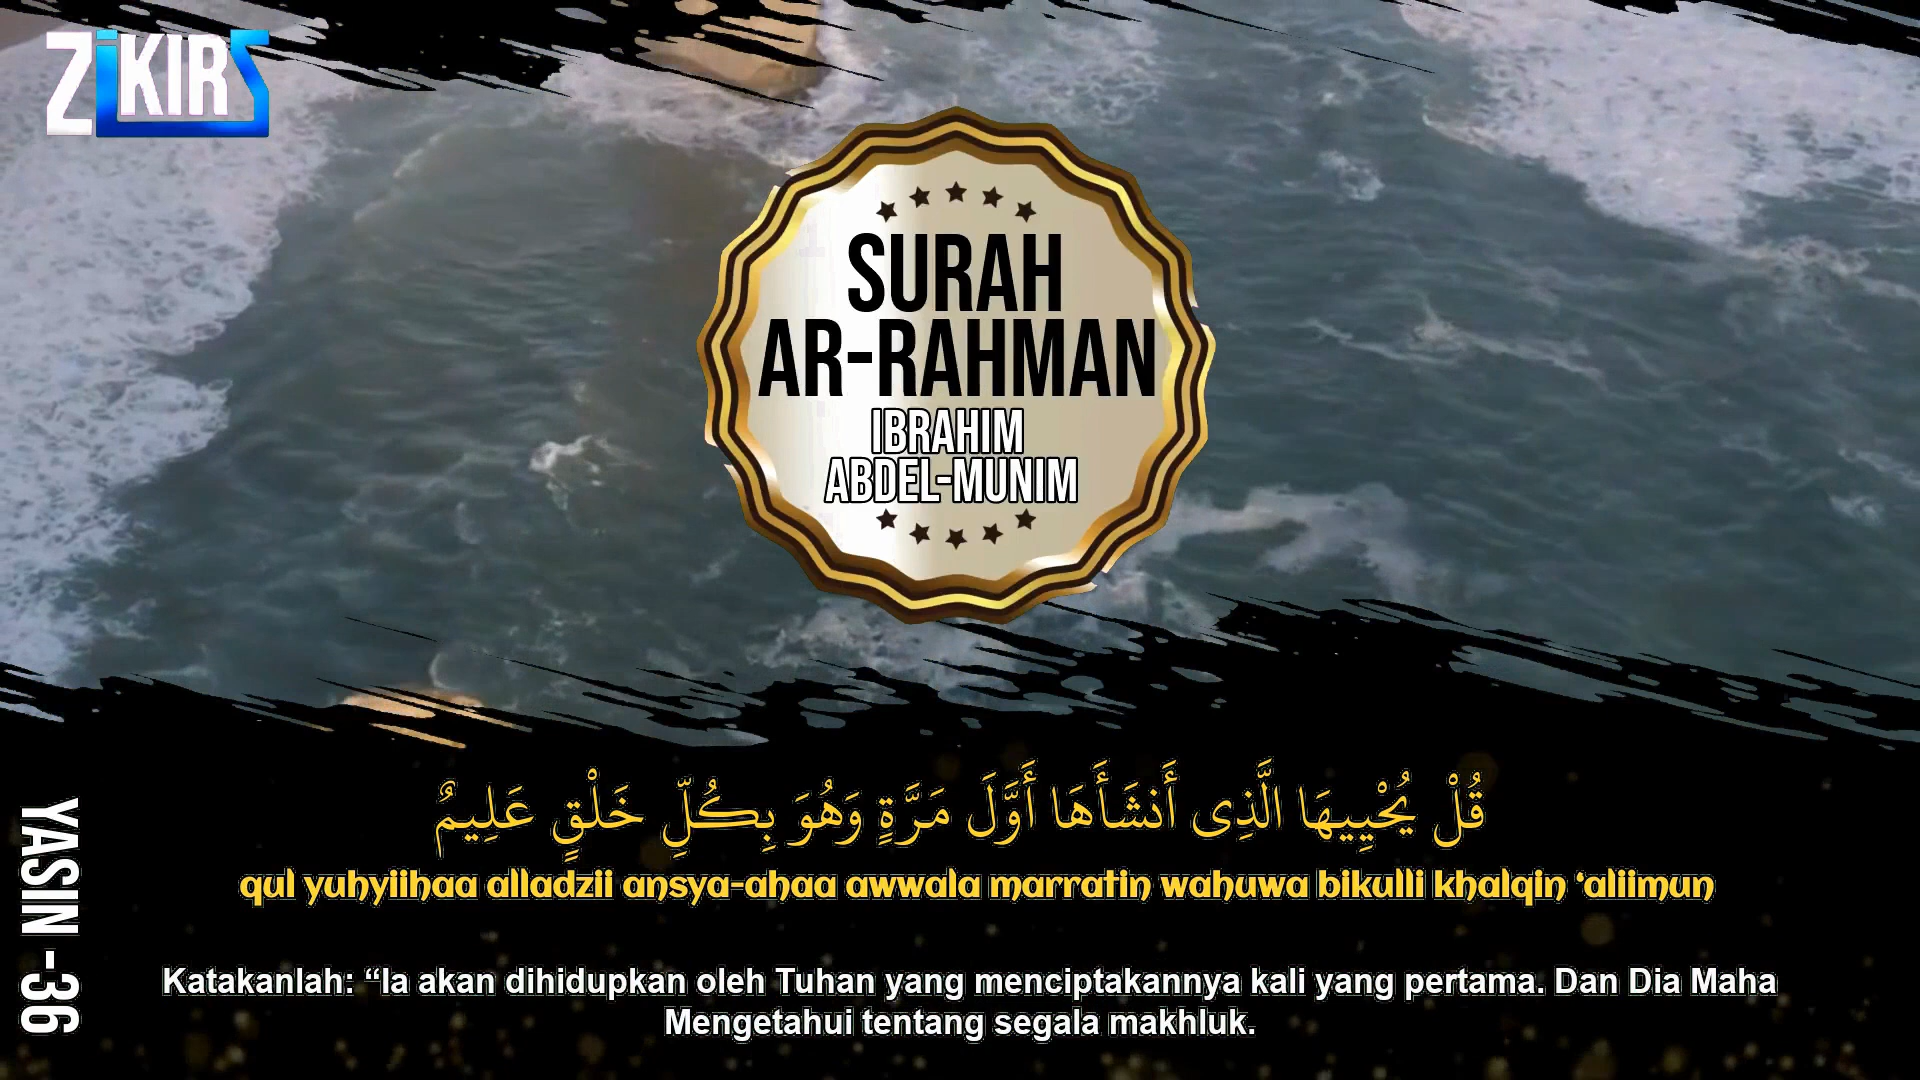 ZiKIRS
SURAH
AR-RAHMAN
IBRAHIM
ABDEL-MUNIM
قُلْ يُحْيِيهَا الَّذِى أَنشَأَهَا أَوَّلَ مَرَّةٍ وَهُوَ بِكُلِّ خَلْقٍ عَلِيمٌ
qul yuhyiihaa alladzii ansya-ahaa awwala marratin wahuwa bikulli khalqin ‘aliimun
Katakanlah: “Ia akan dihidupkan oleh Tuhan yang menciptakannya kali yang pertama. Dan Dia Maha
Mengetahui tentang segala makhluk.
YASIN -36